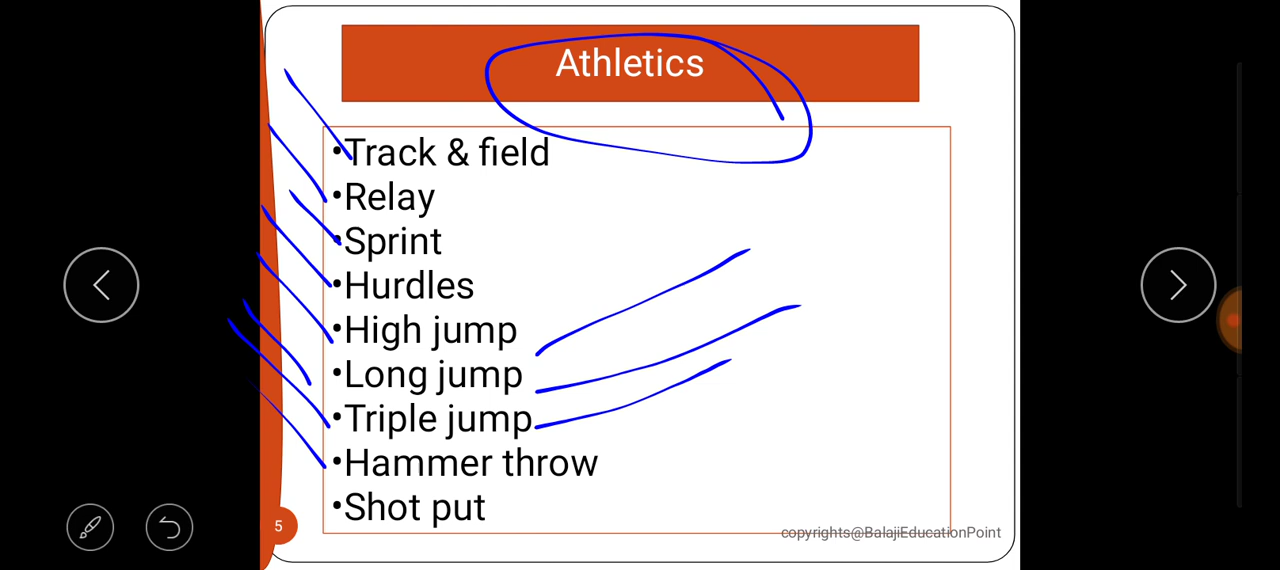 Athletics
•Track & field
•Relay
•Sprint
•Hurdles
•High jump
•Long jump
•Triple jump
•Hammer throw
•Shot put
5
copyrights@BalajiEducationPoint